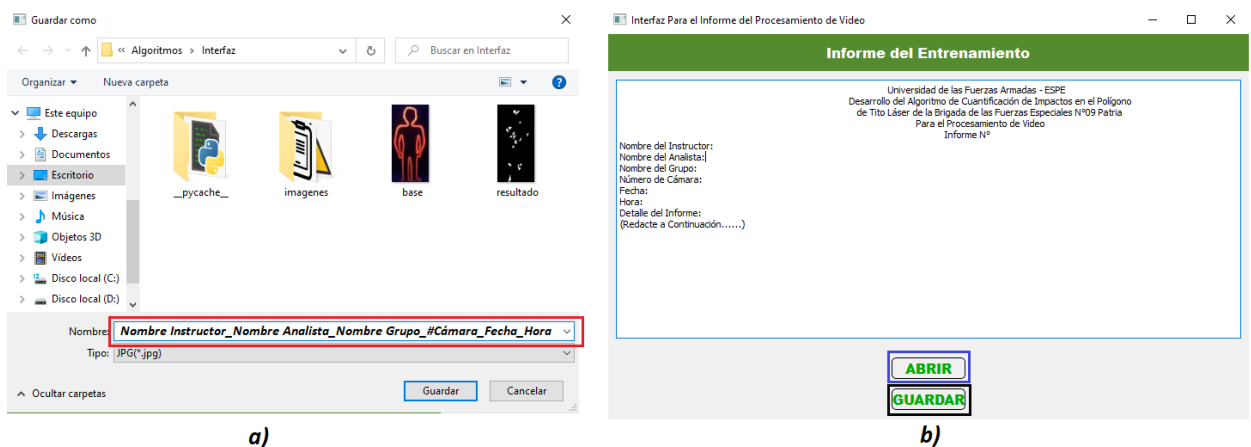 Guardar como
« Algoritmos › Interfaz
Buscar en Interfaz
Organizar
Nueva carpeta
Este equipo
Descargas
Documentos
Escritorio
Imágenes
Música
Objetos 3D
Vídeos
Disco local (C:)
Disco local (D:)
__pycache__
imagenes
base
resultado
Nombre: Nombre Instructor_Nombre Analista_Nombre Grupo_#Cámara_Fecha_Hora
Tipo: JPG(*.jpg)
Ocultar carpetas
Guardar
Cancelar
a)
Interfaz Para el Informe del Procesamiento de Video
Informe del Entrenamiento
Universidad de las Fuerzas Armadas - ESPE
Desarrollo del Algoritmo de Cuantificación de Impactos en el Polígono
de Tito Láser de la Brigada de las Fuerzas Especiales N°09 Patria
Para el Procesamiento de Video
Informe N°
Nombre del Instructor:
Nombre del Analista:
Nombre del Grupo:
Número de Cámara:
Fecha:
Hora:
Detalle del Informe:
(Redacte a Continuación......)
ABRIR
GUARDAR
b)